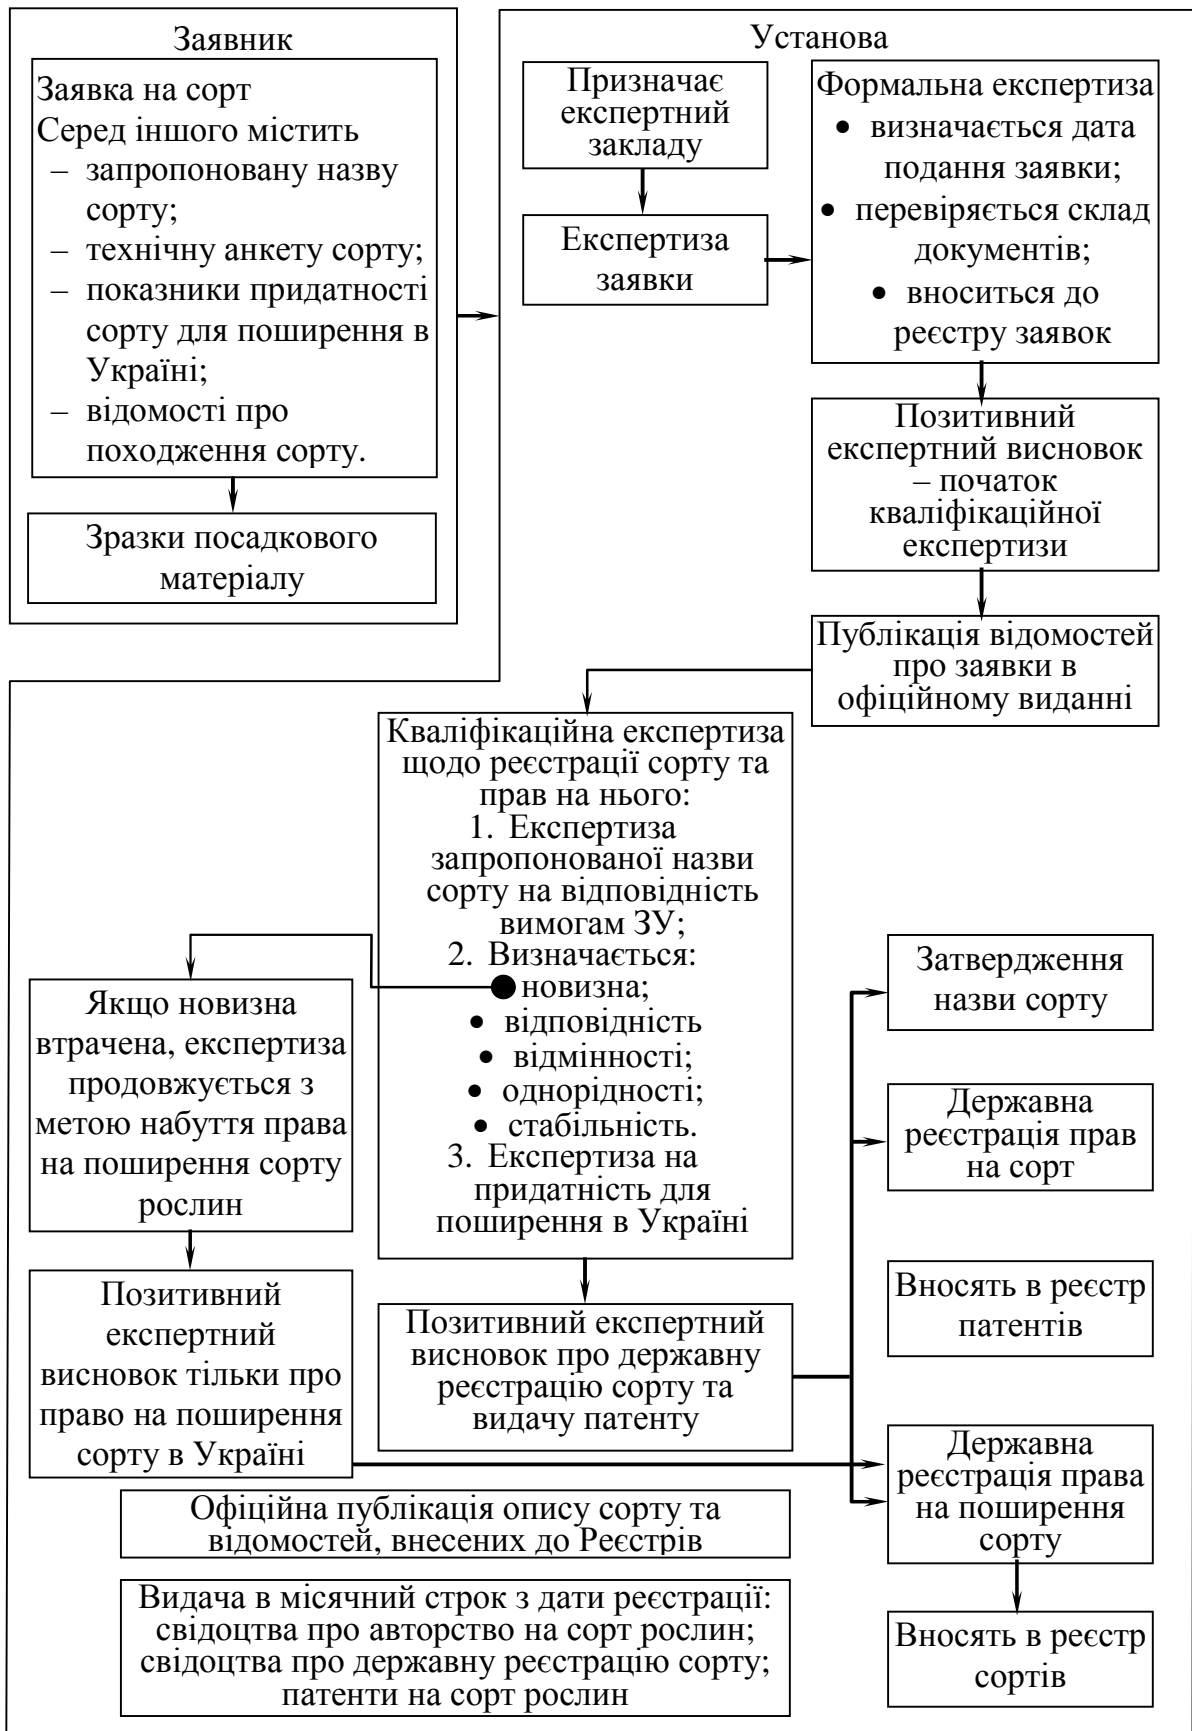 Заявник
Заявка на сорт
Серед іншого містить
– запропоновану назву
сорту;
– технічну анкету сорту;
– показники придатності
сорту для поширення в
Україні;
– відомості про
походження сорту.
Зразки посадкового
матеріалу
Установа
Призначає
експертний
закладу
Експертиза
заявки
Формальна експертиза
• визначається дата
подання заявки;
• перевіряється склад
документів;
• вноситься до
реєстру заявок
Позитивний
експертний висновок
– початок
кваліфікаційної
експертизи
Публікація відомостей
про заявки в
офіційному виданні
Кваліфікаційна експертиза
щодо реєстрації сорту та
прав на нього:
1. Експертиза
запропонованої назви
сорту на відповідність
вимогам ЗУ;
2. Визначається:
• новизна;
• відповідність
• відмінності;
• однорідності;
• стабільність.
3. Експертиза на
придатність для
поширення в Україні
Якщо новизна
втрачена, експертиза
продовжується з
метою набуття права
на поширення сорту
рослин
Позитивний
експертний
висновок тільки про
право на поширення
сорту в Україні
Позитивний експертний
висновок про державну
реєстрацію сорту та
видачу патенту
Затвердження
назви сорту
Державна
реєстрація прав
на сорт
Вносять в реєстр
патентів
Державна
реєстрація права
на поширення
сорту
Вносять в реєстр
сортів
Офіційна публікація опису сорту та
відомостей, внесених до Реєстрів
Видача в місячний строк з дати реєстрації:
свідоцтва про авторство на сорт рослин;
свідоцтва про державну реєстрацію сорту;
патенти на сорт рослин